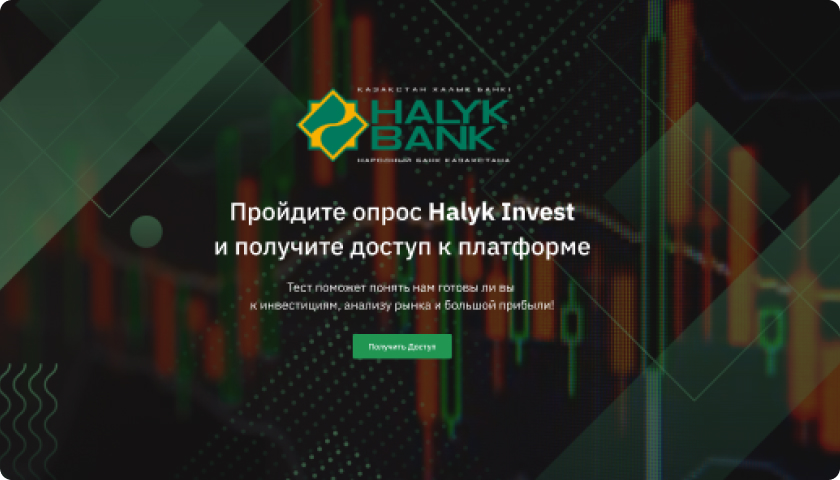 ҚАЗАҚСТАН ХАЛЫҚ БАНКІ
HALYK
BANK
НАРОДНЫЙ БАНК КАЗАХСТАНА
Пройдите опрос Halyk Invest
и получите доступ к платформе
Тест поможет понять нам готовы ли вы
к инвестициям, анализу рынка и большой прибыли!
Получить Доступ